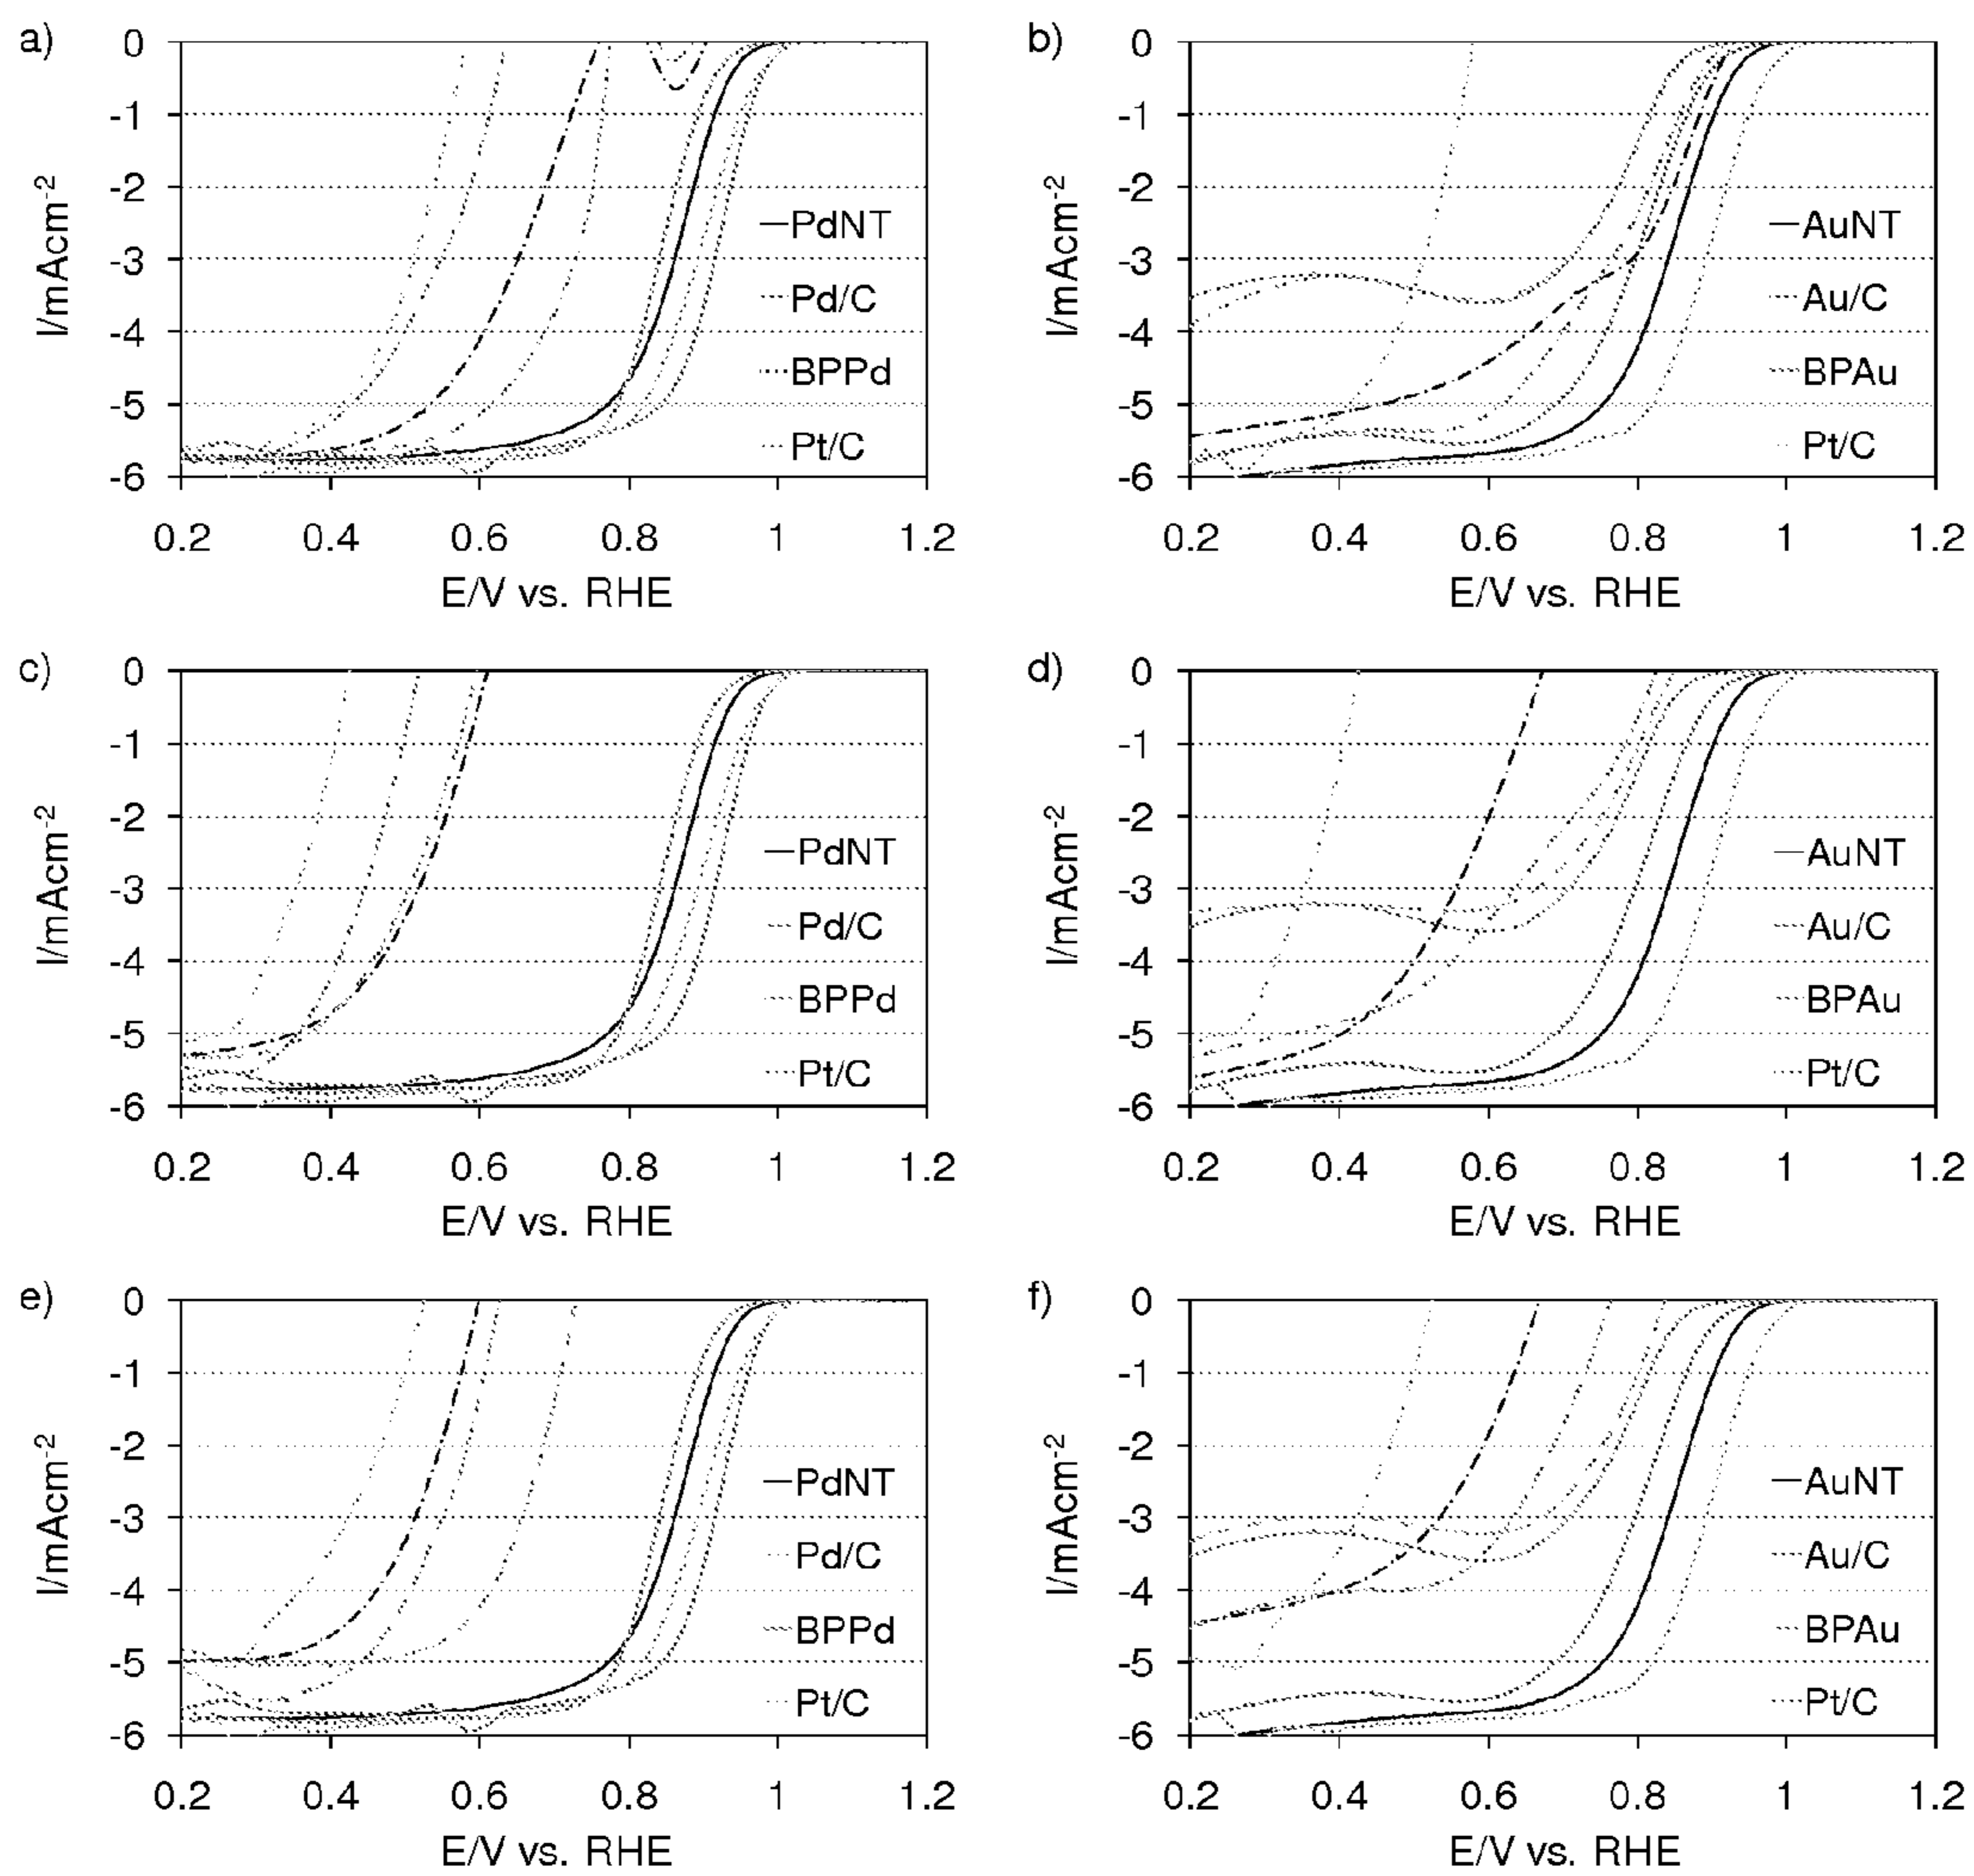 a)
0
-1
-2
-3
-4
-5
-6
I/mAcm-2
PdNT
Pd/C
BPPd
Pt/C
0.2 0.4 0.6 0.8 1 1.2
E/V vs. RHE
b)
0
-1
-2
-3
-4
-5
-6
I/mAcm-2
AuNT
Au/C
BPAu
Pt/C
0.2 0.4 0.6 0.8 1 1.2
E/V vs. RHE
c)
0
-1
-2
-3
-4
-5
-6
I/mAcm-2
PdNT
Pd/C
BPPd
Pt/C
0.2 0.4 0.6 0.8 1 1.2
E/V vs. RHE
d)
0
-1
-2
-3
-4
-5
-6
I/mAcm-2
AuNT
Au/C
BPAu
Pt/C
0.2 0.4 0.6 0.8 1 1.2
E/V vs. RHE
e)
0
-1
-2
-3
-4
-5
-6
I/mAcm-2
PdNT
Pd/C
BPPd
Pt/C
0.2 0.4 0.6 0.8 1 1.2
E/V vs. RHE
f)
0
-1
-2
-3
-4
-5
-6
I/mAcm-2
AuNT
Au/C
BPAu
Pt/C
0.2 0.4 0.6 0.8 1 1.2
E/V vs. RHE